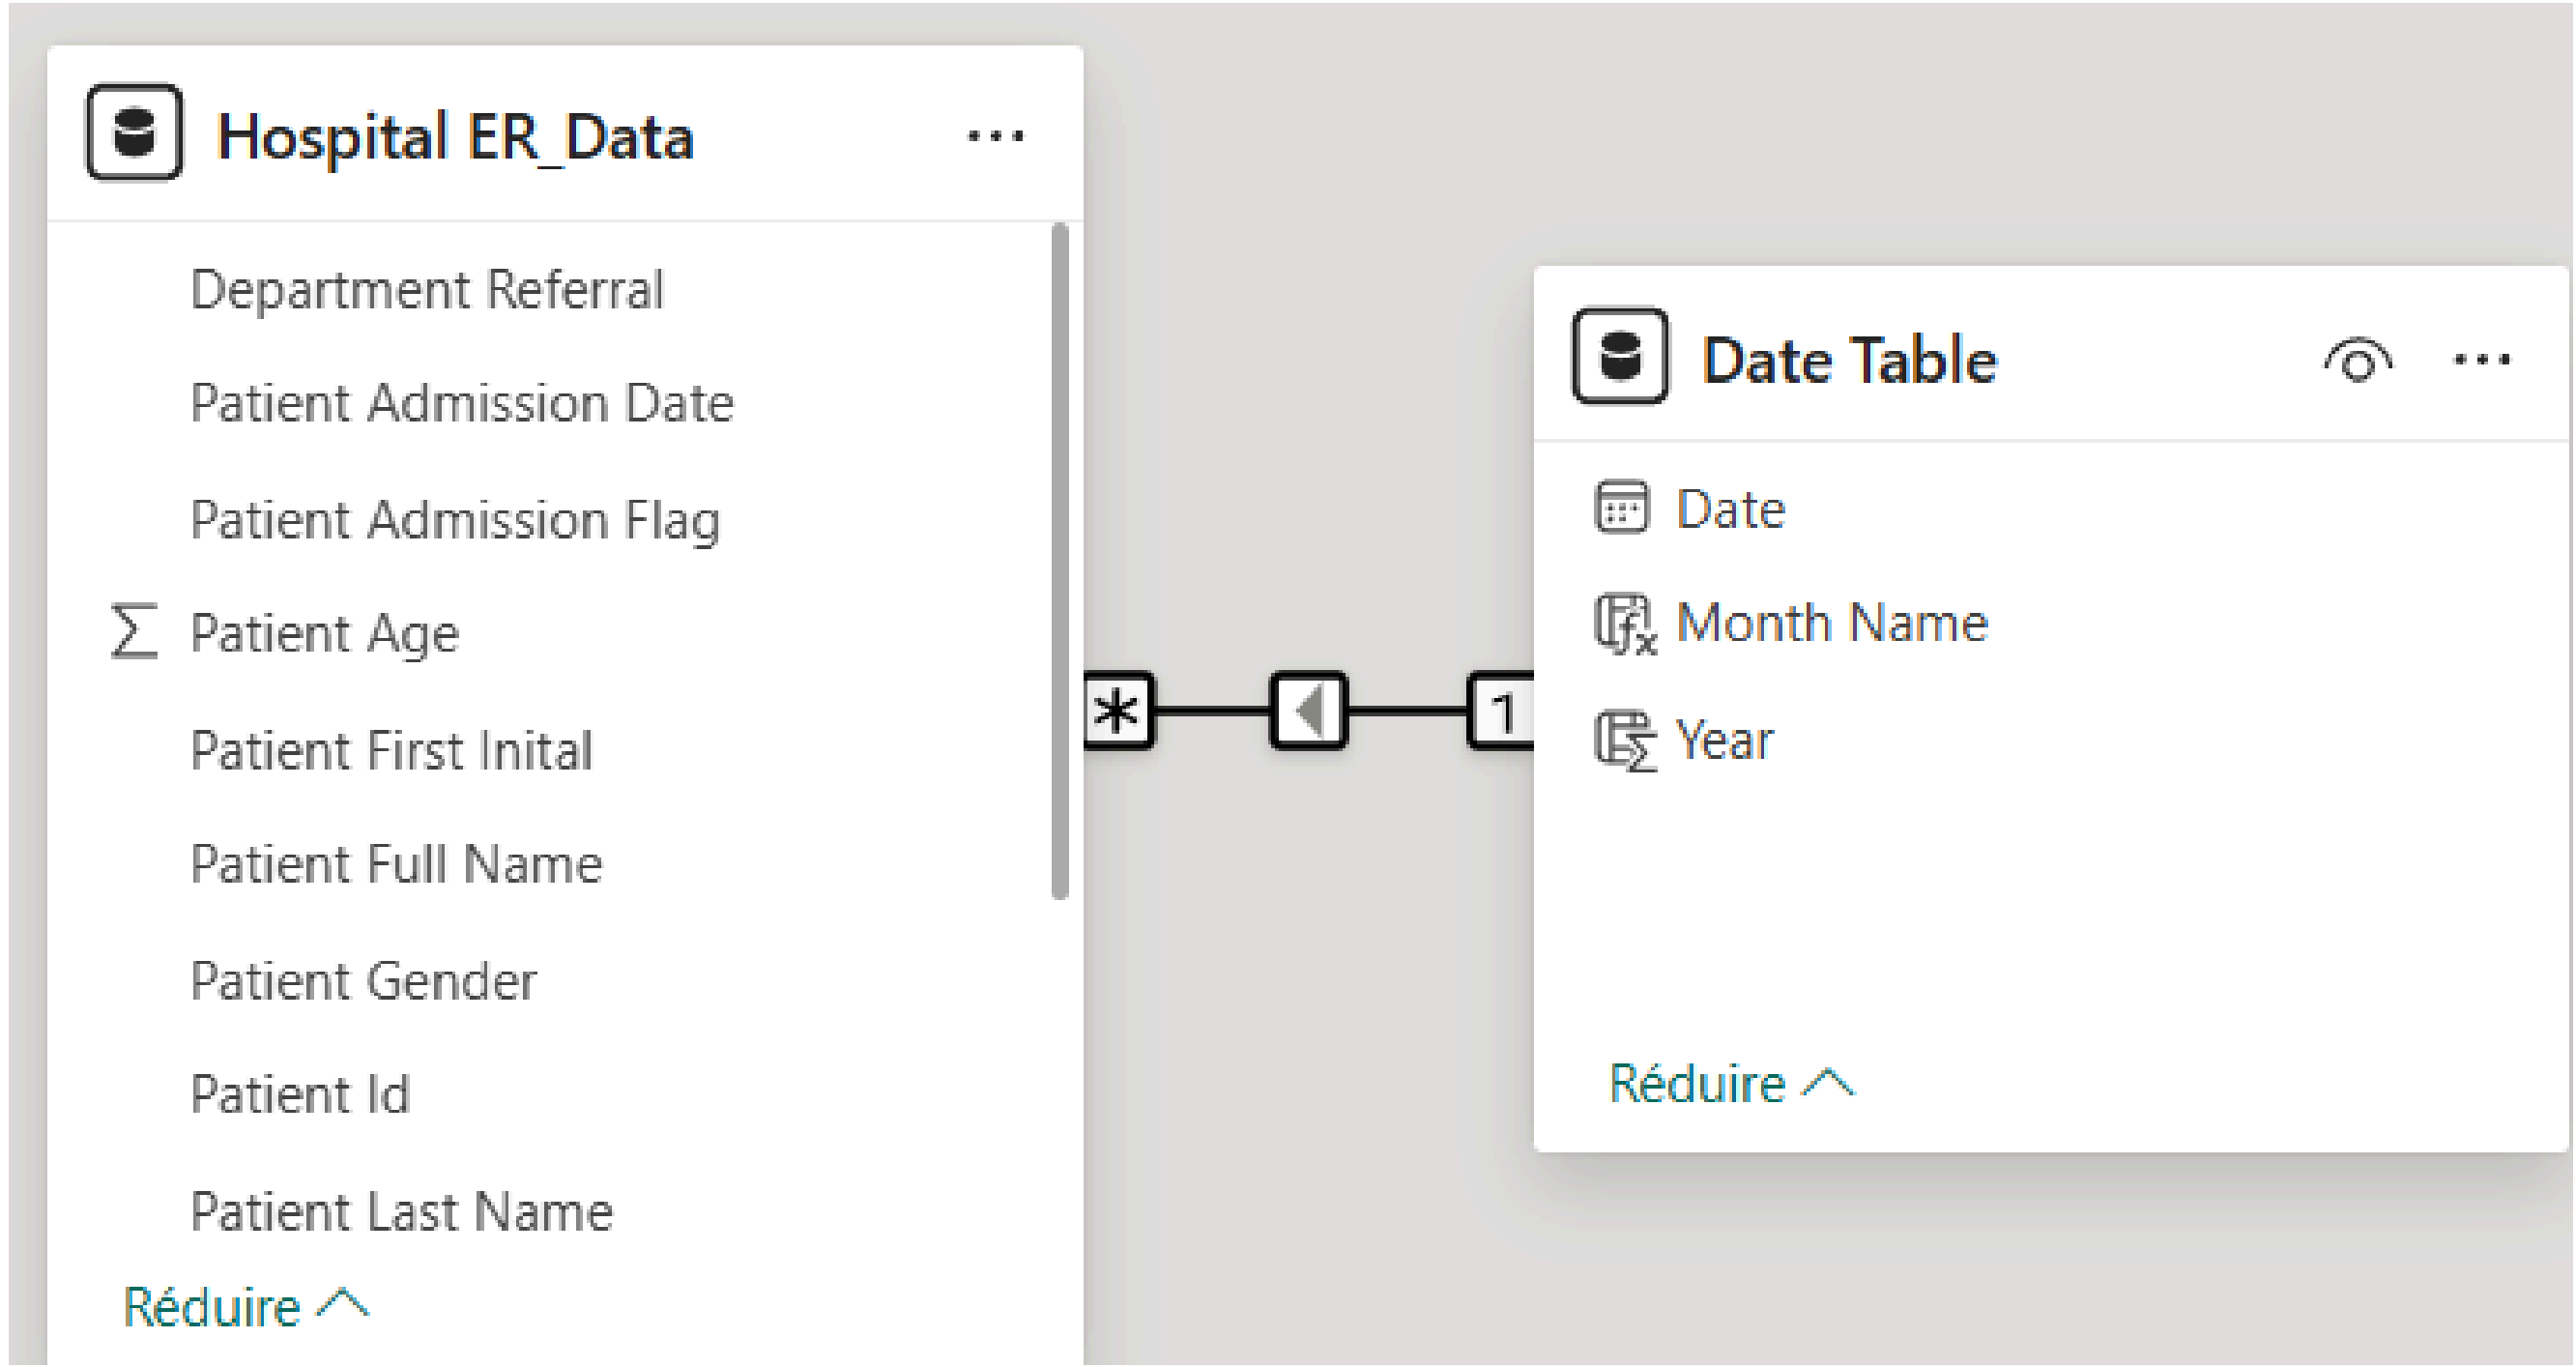 Hospital ER_Data
Department Referral
Patient Admission Date
Patient Admission Flag
Patient Age
Patient First Inital
Patient Full Name
Patient Gender
Patient Id
Patient Last Name
Réduire
* 1
Date Table
Date
Month Name
Year
Réduire